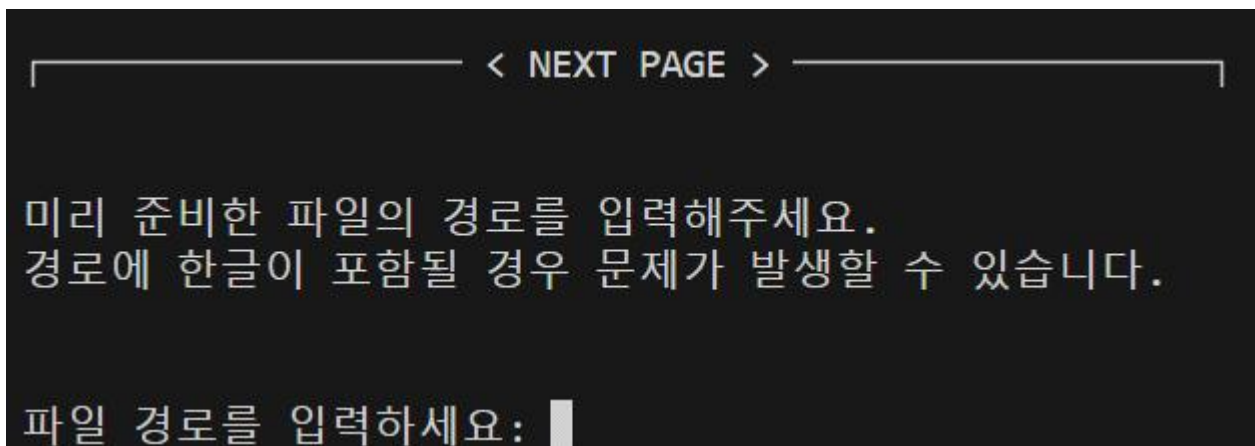 < NEXT PAGE >
미리 준비한 파일의 경로를 입력해주세요.
경로에 한글이 포함될 경우 문제가 발생할 수 있습니다.
파일 경로를 입력하세요: